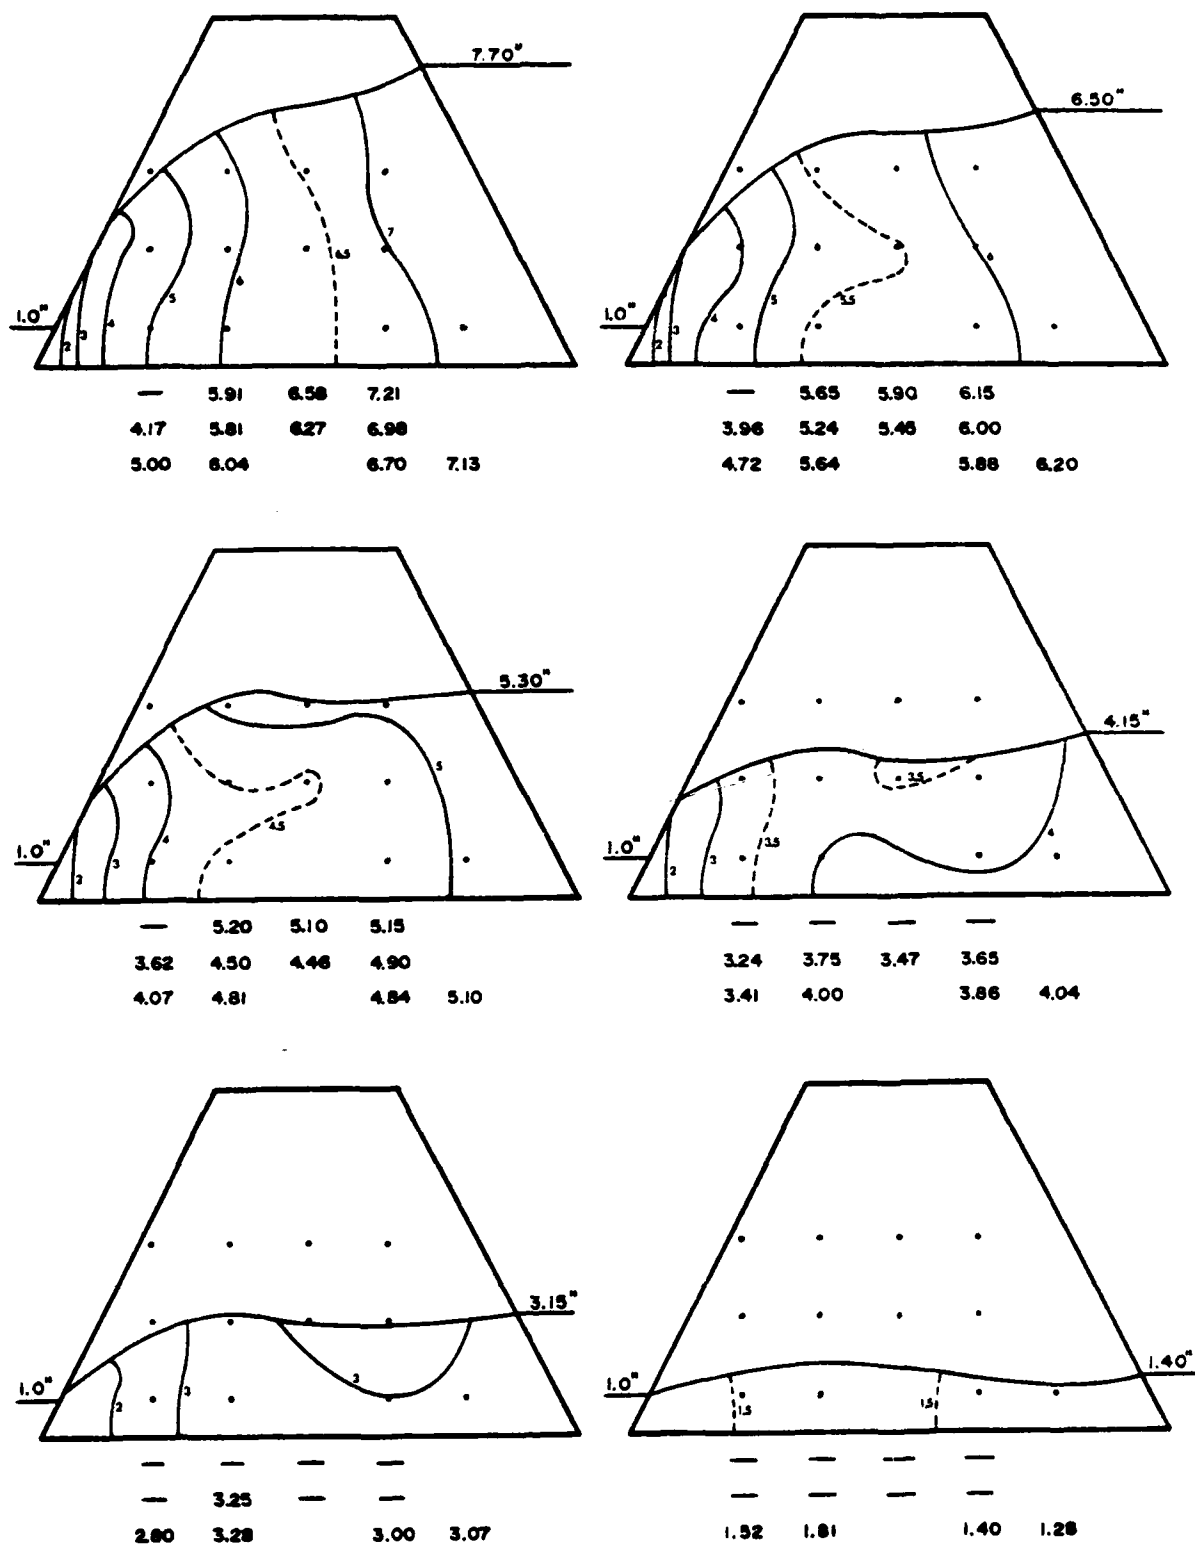 7.70"
6.5
7
6
5
4
3
2
1.0"
— 5.91 6.58 7.21
4.17 5.81 6.27 6.98
5.00 6.04 6.70 7.13
6.50"
6
5.5
5
4
3
2
1.0"
— 5.65 5.90 6.15
3.96 5.24 5.45 6.00
4.72 5.64 5.88 6.20
5.30"
5
4.5
4
3
2
1.0"
— 5.20 5.10 5.15
3.62 4.50 4.46 4.90
4.07 4.81 4.84 5.10
4.15"
3.5
4
3.5
3
2
1.0"
— — — —
3.24 3.75 3.47 3.65
3.41 4.00 3.86 4.04
3.15"
3
3
2
1.0"
— — — —
— 3.25 — —
2.80 3.28 3.00 3.07
1.40"
1.0"
1.5
1.5
— — — —
— — — —
1.52 1.81 1.40 1.28